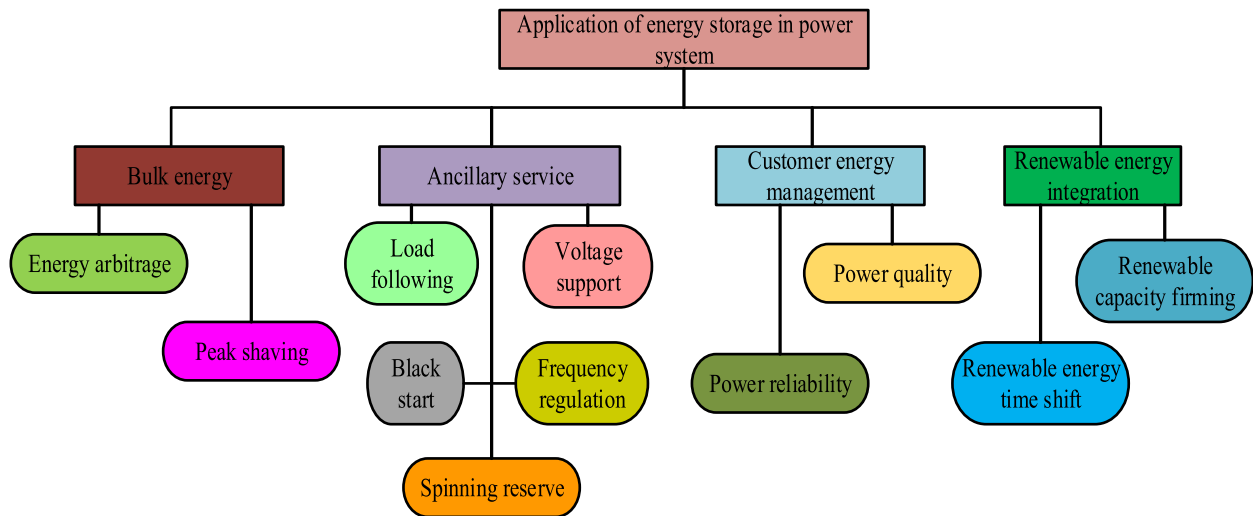 Application of energy storage in power
system
Bulk energy
Ancillary service
Customer energy
management
Renewable energy
integration
Energy arbitrage
Peak shaving
Load
following
Voltage
support
Black
start
Frequency
regulation
Spinning reserve
Power quality
Power reliability
Renewable
capacity firming
Renewable energy
time shift